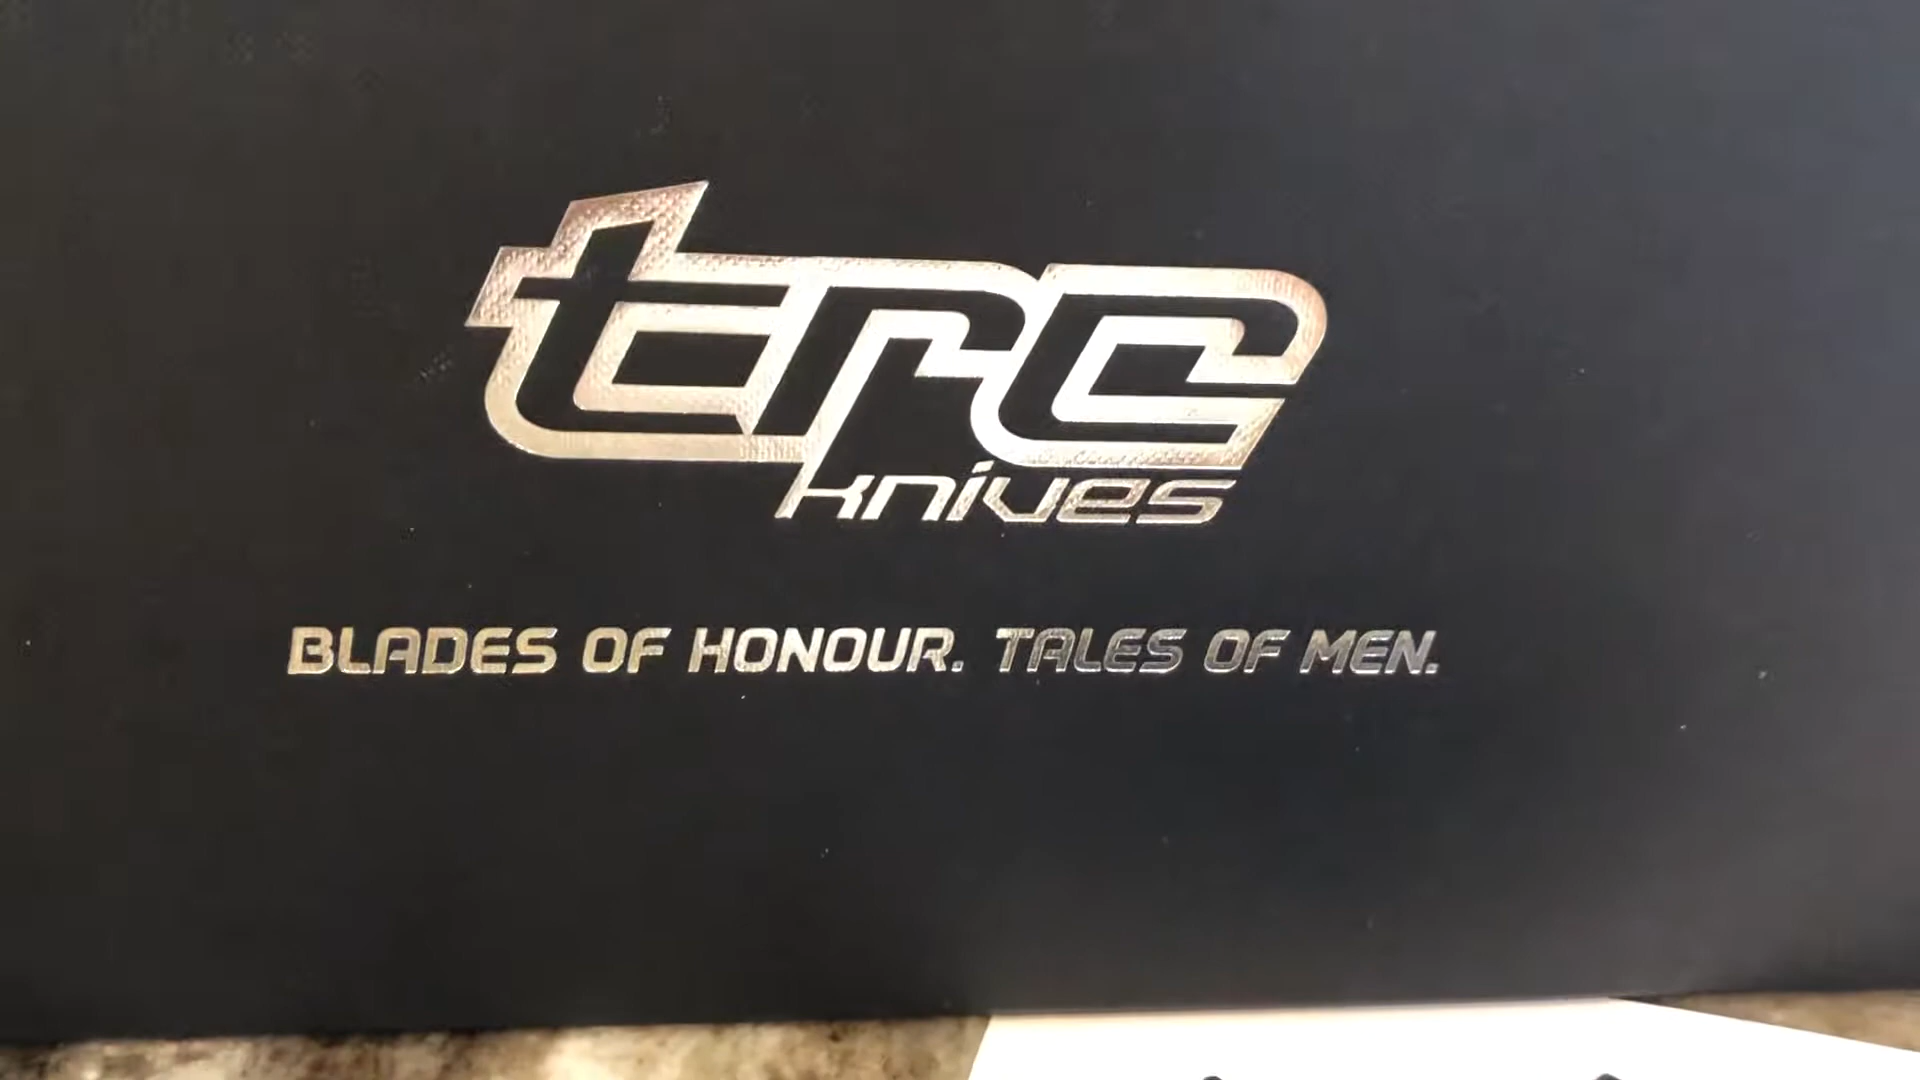 trc
knives
BLADES OF HONOUR. TALES OF MEN.